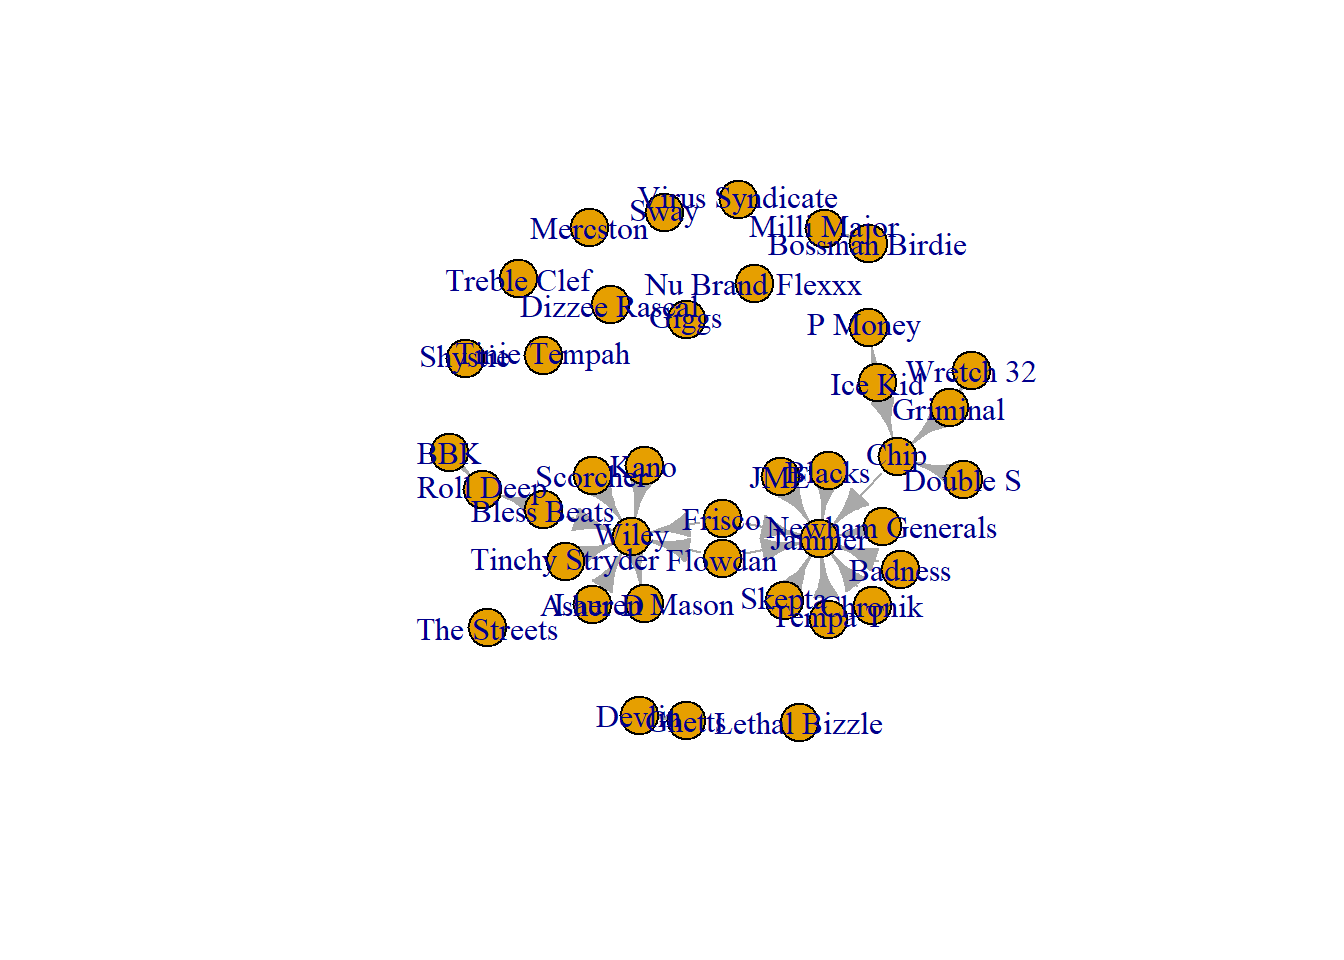 Virus Syndicate
Sway
Mercston
Milli Major
Bossman Birdie
Treble Clef
Nu Brand Flexxx
Dizzee Rascal
Giggs
P Money
Shystie
Tinie Tempah
Wretch 32
Ice Kid
Griminal
BBK
Chip
Scorcher
Kano
JME
Blacks
Double S
Roll Deep
Bless Beats
Frisco
Newham Generals
Wiley
Jammer
Tinchy Stryder
Flowdan
Badness
Asher D
Lauren Mason
Skepta
Chronik
Tempa T
The Streets
Devlin
Ghetts
Lethal Bizzle